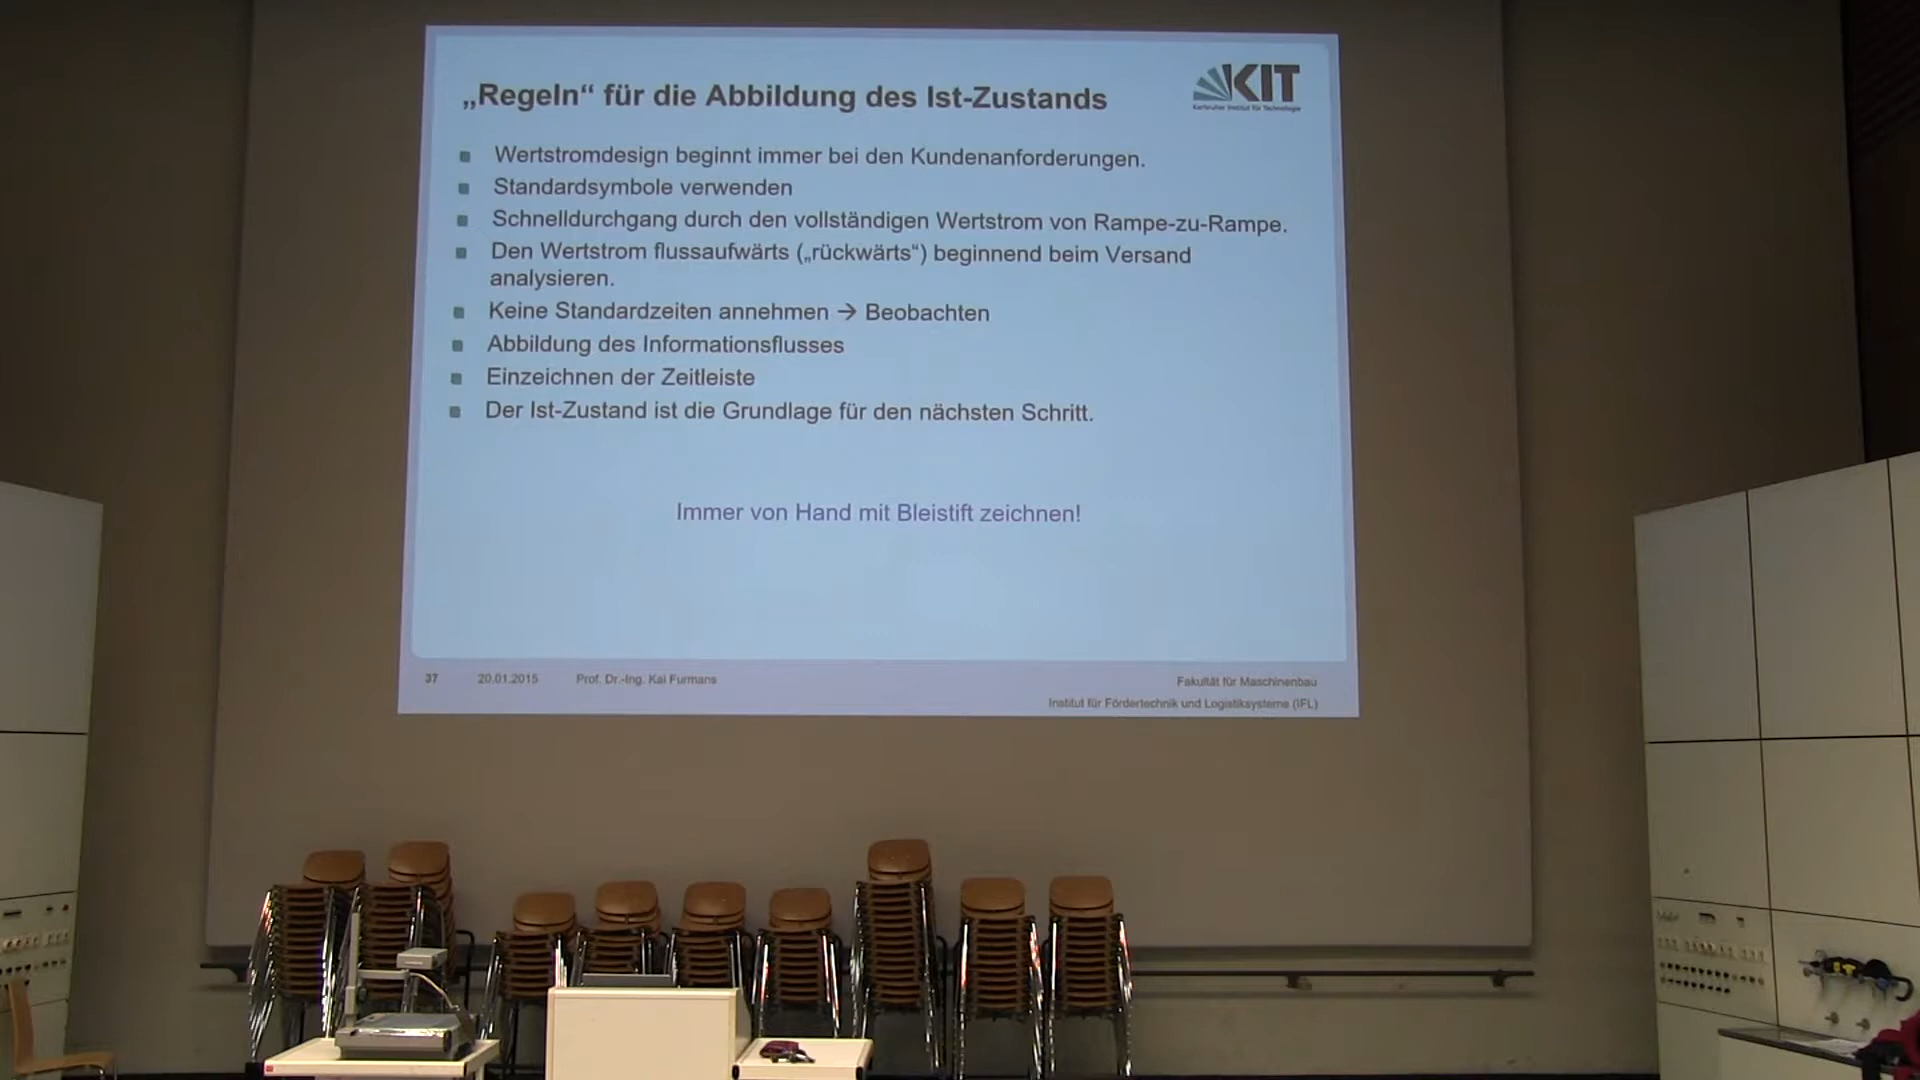 „Regeln“ für die Abbildung des Ist-Zustands
KIT
Karlsruher Institut für Technologie
Wertstromdesign beginnt immer bei den Kundenanforderungen.
Standardsymbole verwenden
Schnelldurchgang durch den vollständigen Wertstrom von Rampe-zu-Rampe.
Den Wertstrom flussaufwärts („rückwärts“) beginnend beim Versand
analysieren.
Keine Standardzeiten annehmen → Beobachten
Abbildung des Informationsflusses
Einzeichnen der Zeitleiste
Der Ist-Zustand ist die Grundlage für den nächsten Schritt.
Immer von Hand mit Bleistift zeichnen!
37 20.01.2015 Prof. Dr.-Ing. Kai Furmans
Fakultät für Maschinenbau
Institut für Fördertechnik und Logistiksysteme (IFL)